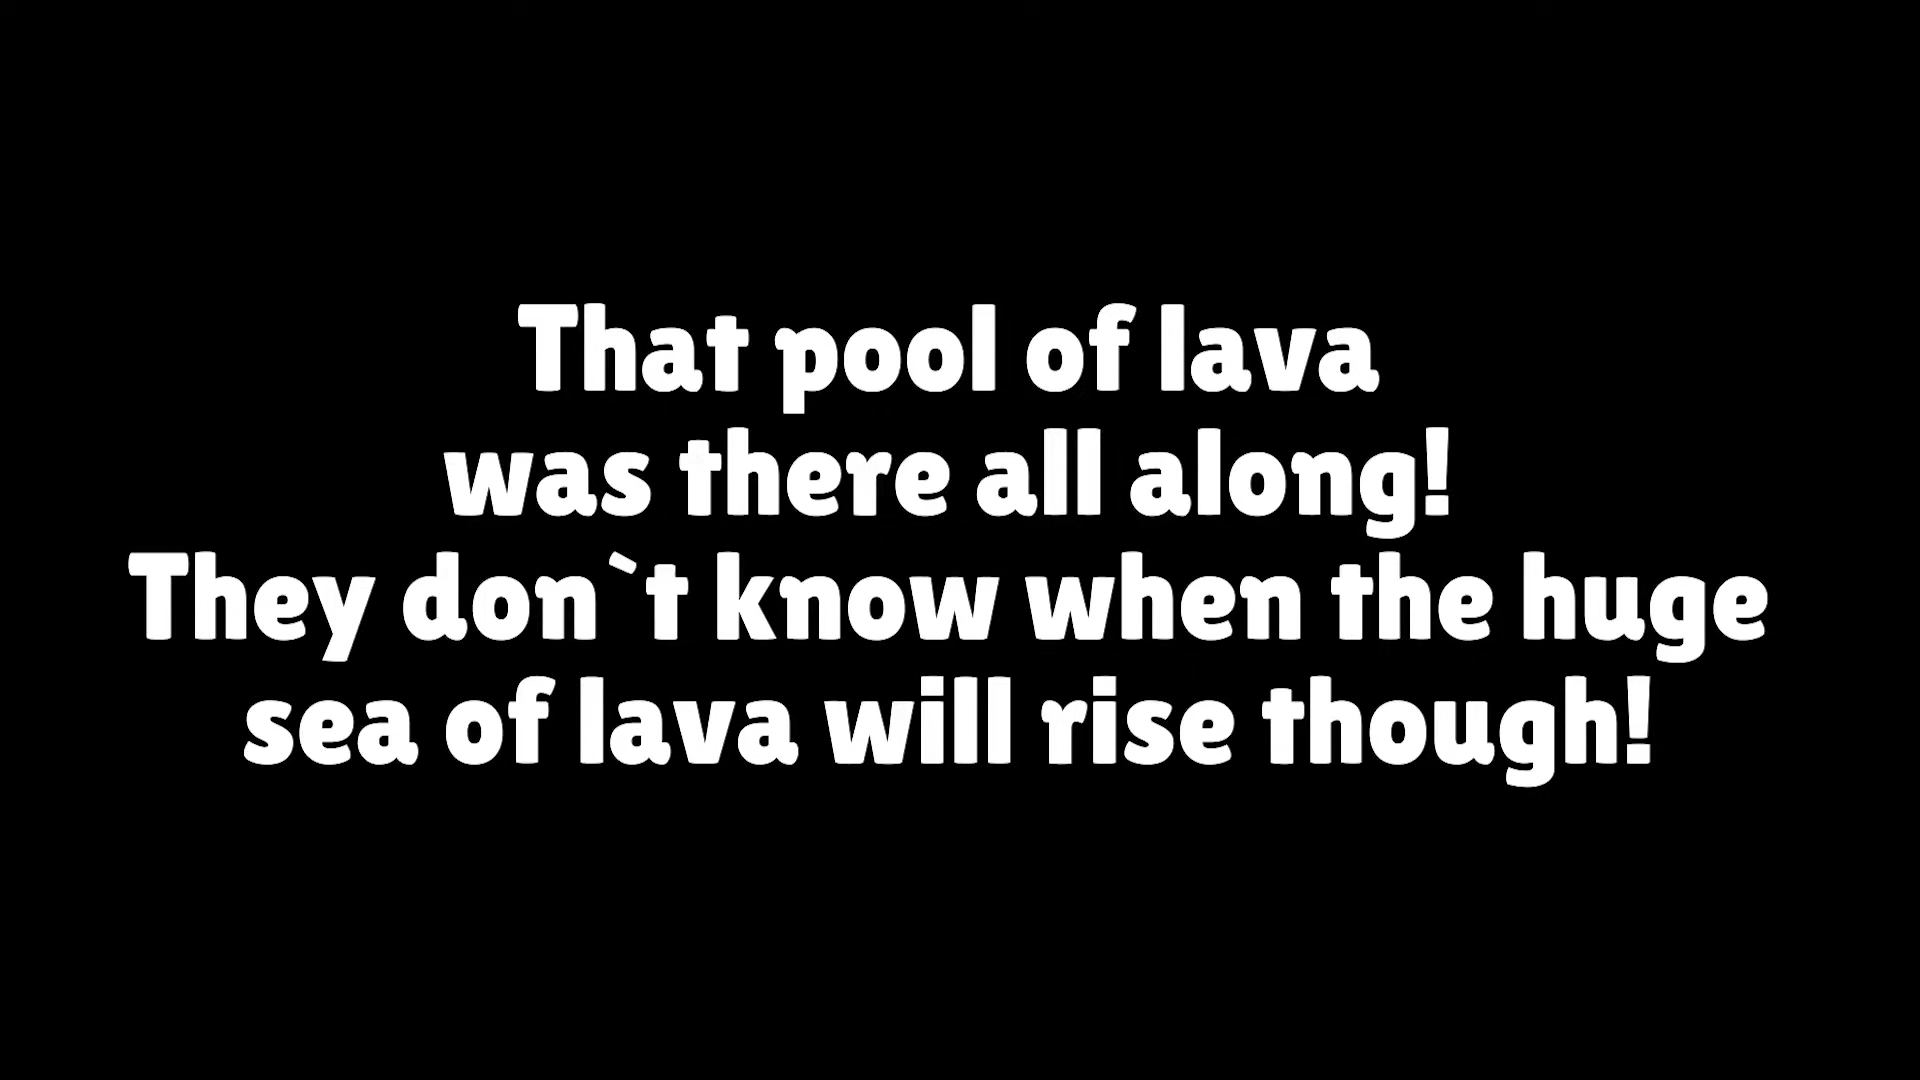 That pool of lava
was there all along!
They don`t know when the huge
sea of lava will rise though!